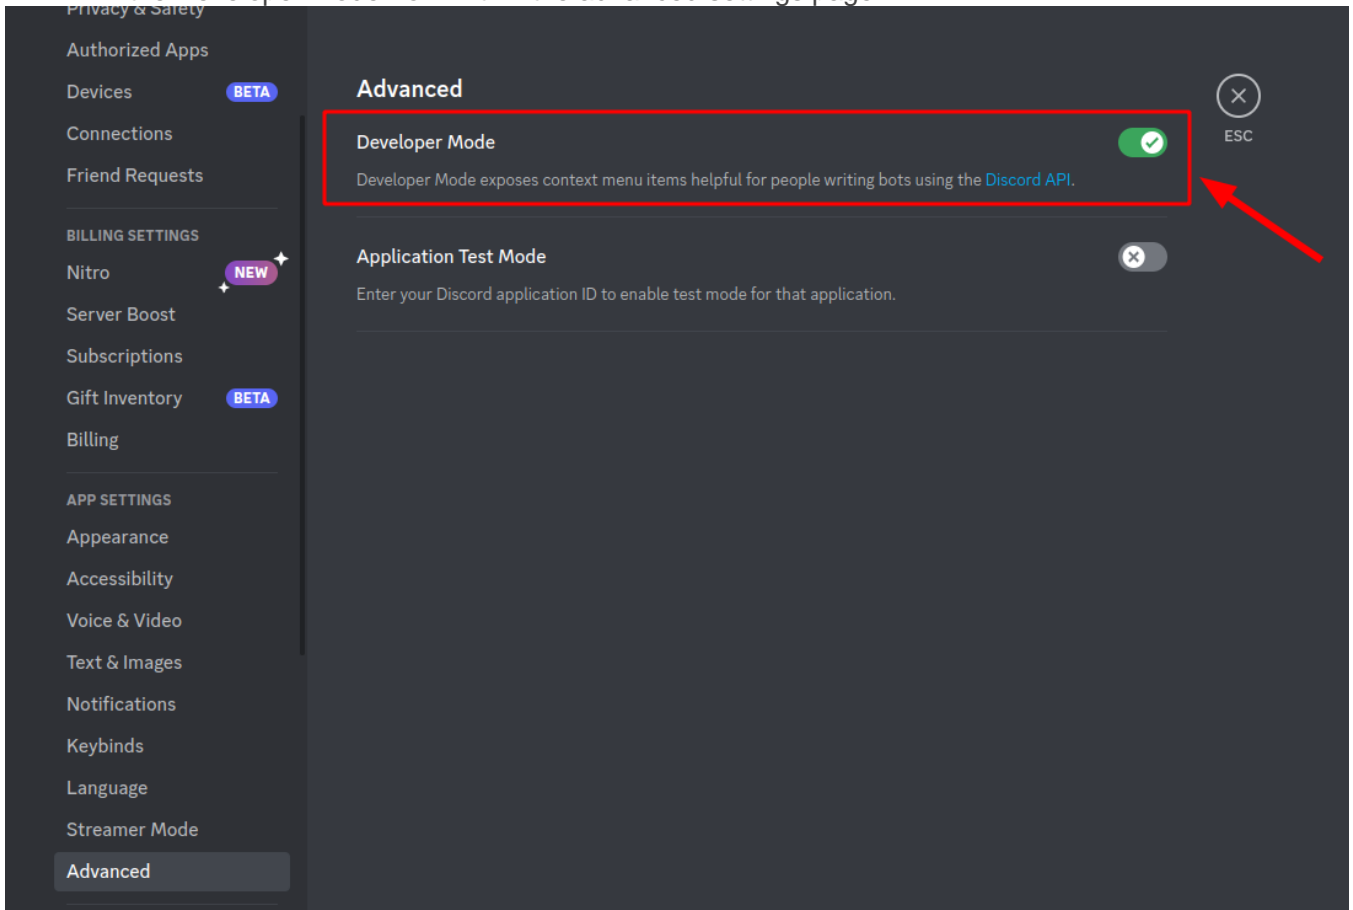 Privacy & Safety
Authorized Apps
Devices BETA
Connections
Friend Requests
BILLING SETTINGS
Nitro NEW
Server Boost
Subscriptions
Gift Inventory BETA
Billing
APP SETTINGS
Appearance
Accessibility
Voice & Video
Text & Images
Notifications
Keybinds
Language
Streamer Mode
Advanced
Advanced
Developer Mode
Developer Mode exposes context menu items helpful for people writing bots using the Discord API.
Application Test Mode
Enter your Discord application ID to enable test mode for that application.
ESC